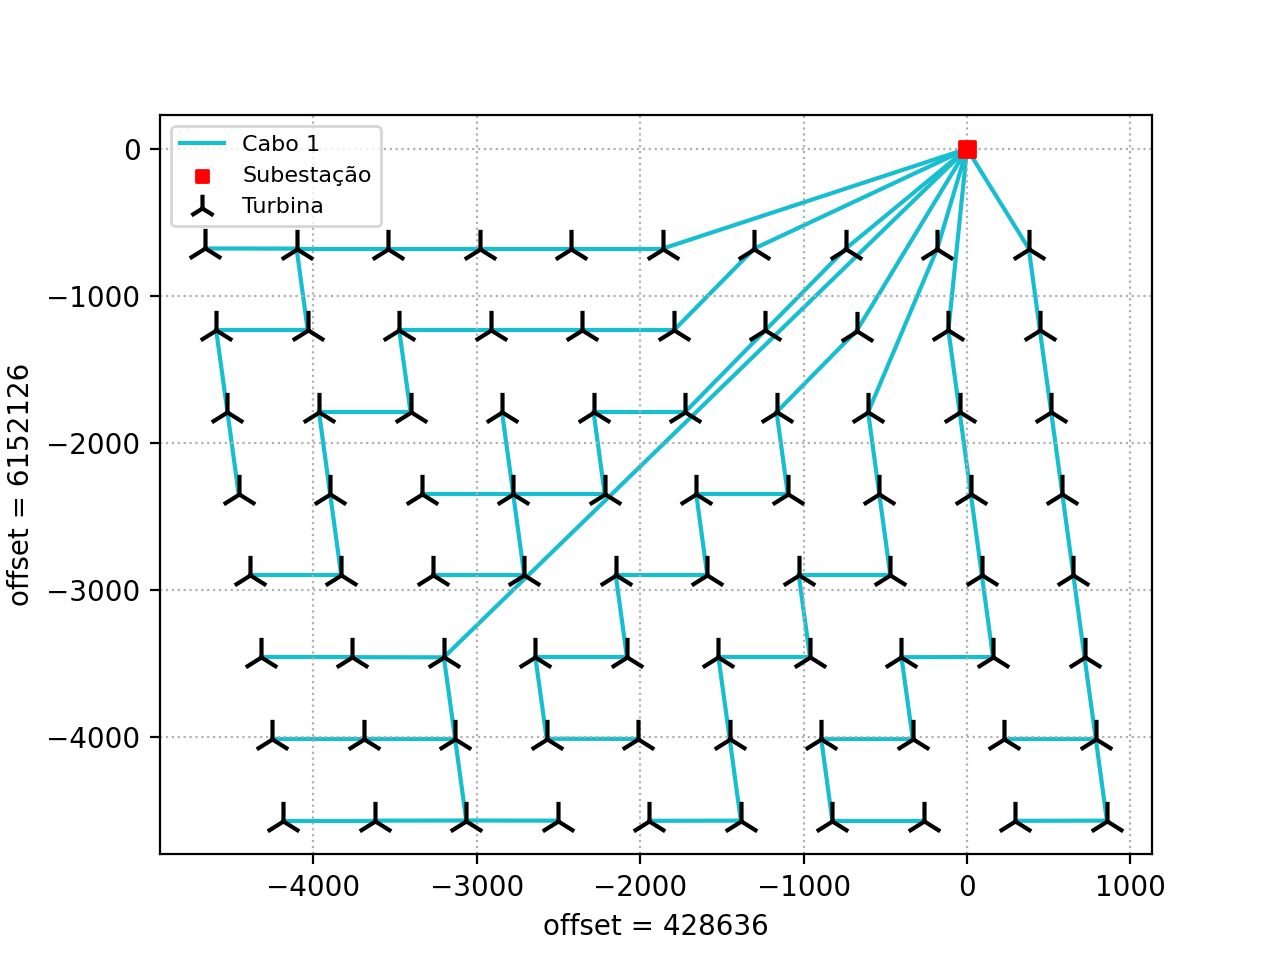 Cabo 1
Subestação
Turbina
0
−1000
−2000
−3000
−4000
offset = 6152126
−4000 −3000 −2000 −1000 0 1000
offset = 428636